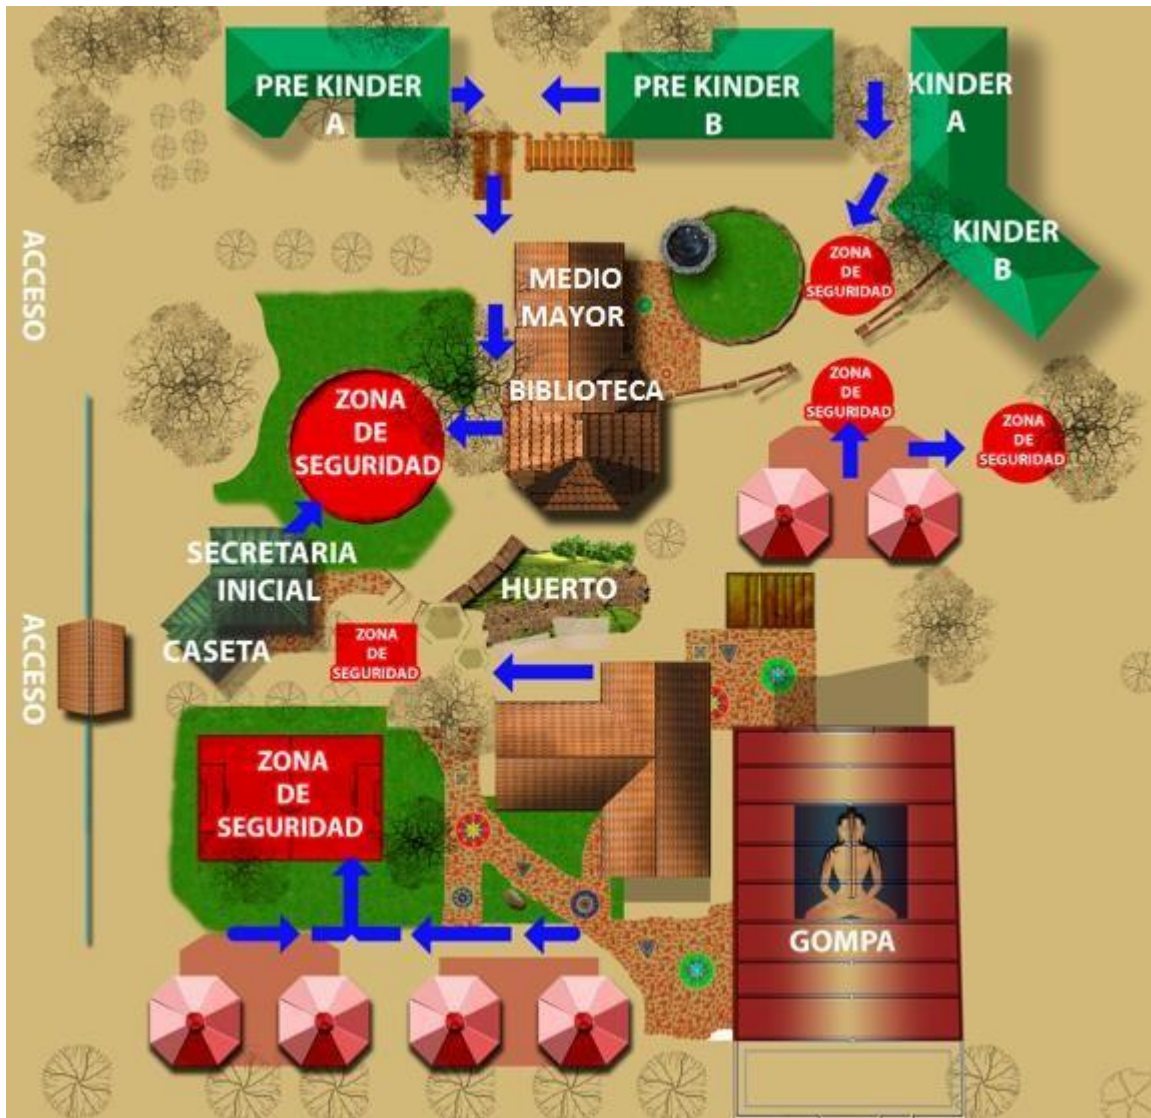 PRE KINDER
A
PRE KINDER
B
KINDER
A
KINDER
B
ACCESO
MEDIO
MAYOR
ZONA
DE
SEGURIDAD
BIBLIOTECA
ZONA
DE
SEGURIDAD
ZONA
DE
SEGURIDAD
ZONA
DE
SEGURIDAD
SECRETARIA
INICIAL
HUERTO
ACCESO
CASETA
ZONA
DE
SEGURIDAD
ZONA
DE
SEGURIDAD
GOMPA